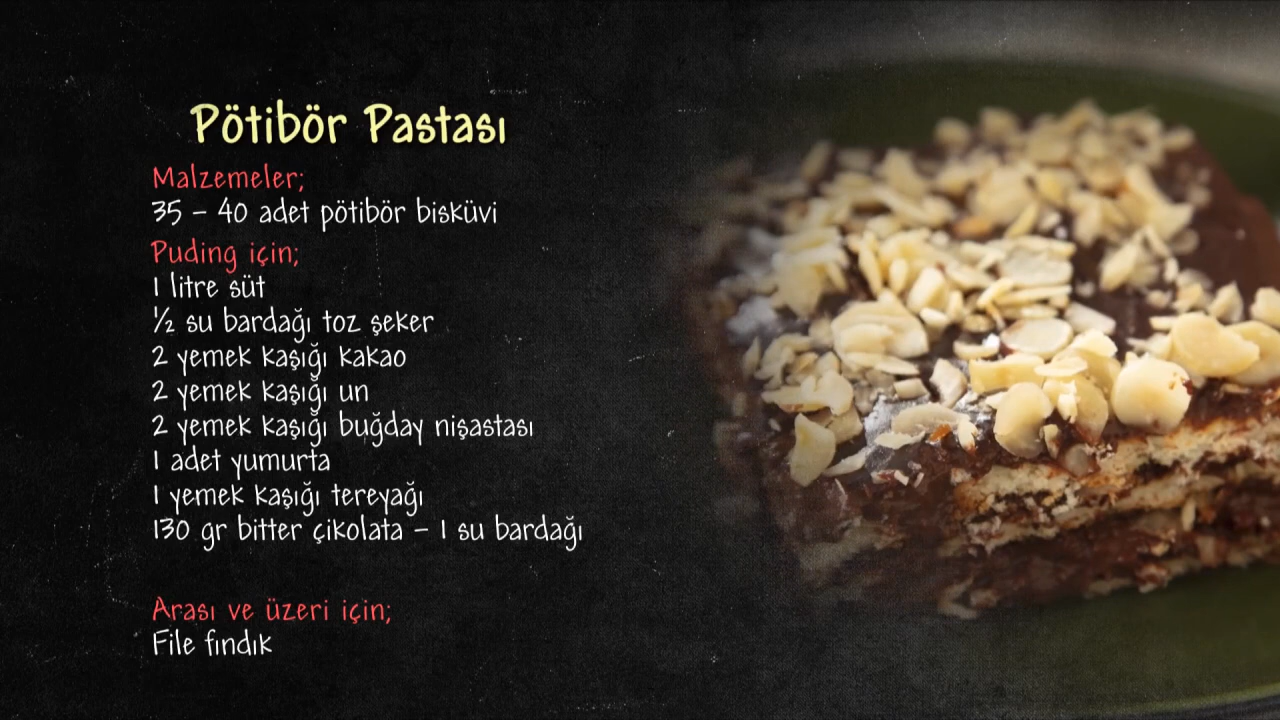 Pötibör Pastası
Malzemeler;
35 – 40 adet pötibör bisküvi
Puding için;
1 litre süt
½ su bardağı toz şeker
2 yemek kaşığı kakao
2 yemek kaşığı un
2 yemek kaşığı buğday nişastası
1 adet yumurta
1 yemek kaşığı tereyağı
130 gr bitter çikolata – 1 su bardağı
Arası ve üzeri için;
File fındık